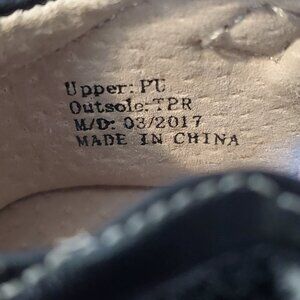 Upper: PU
Outsole: TPR
M/D: 03/2017
MADE IN CHINA